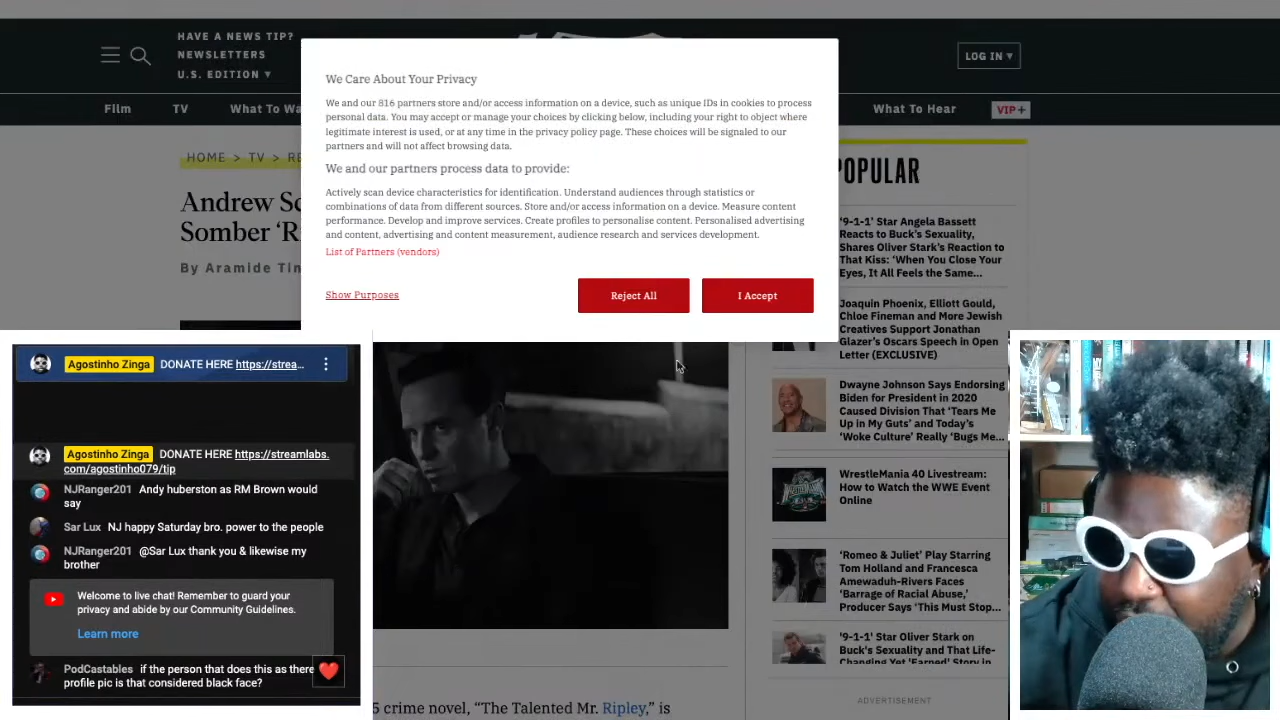 HAVE A NEWS TIP?
NEWSLETTERS
U.S. EDITION ▼
LOG IN ▼
Film
TV
What To Wa
What To Hear
VIP+
HOME > TV > RE
Andrew Sc
Somber ‘R
By Aramide Tin
We Care About Your Privacy
We and our 816 partners store and/or access information on a device, such as unique IDs in cookies to process
personal data. You may accept or manage your choices by clicking below, including your right to object where
legitimate interest is used, or at any time in the privacy policy page. These choices will be signaled to our
partners and will not affect browsing data.
We and our partners process data to provide:
Actively scan device characteristics for identification. Understand audiences through statistics or
combinations of data from different sources. Store and/or access information on a device. Measure content
performance. Develop and improve services. Create profiles to personalise content. Personalised advertising
and content, advertising and content measurement, audience research and services development.
List of Partners (vendors)
Show Purposes
Reject All
I Accept
OPULAR
‘9-1-1’ Star Angela Bassett
Reacts to Buck’s Sexuality,
Shares Oliver Stark’s Reaction to
That Kiss: ‘When You Close Your
Eyes, It All Feels the Same...
Joaquin Phoenix, Elliott Gould,
Chloe Fineman and More Jewish
Creatives Support Jonathan
Glazer’s Oscars Speech in Open
Letter (EXCLUSIVE)
Dwayne Johnson Says Endorsing
Biden for President in 2020
Caused Division That ‘Tears Me
Up in My Guts’ and Today’s
‘Woke Culture’ Really ‘Bugs Me...
WrestleMania 40 Livestream:
How to Watch the WWE Event
Online
‘Romeo & Juliet’ Play Starring
Tom Holland and Francesca
Amewaduh-Rivers Faces
‘Barrage of Racial Abuse,’
Producer Says ‘This Must Stop...
'9-1-1' Star Oliver Stark on
Buck's Sexuality and That Life-
Changing Yet 'Earned' Story in
ADVERTISEMENT
5 crime novel, “The Talented Mr. Ripley,” is
Agostinho Zinga DONATE HERE https://strea...
Agostinho Zinga DONATE HERE https://streamlabs.
com/agostinho079/tip
NJRanger201 Andy huberston as RM Brown would
say
Sar Lux NJ happy Saturday bro. power to the people
NJRanger201 @Sar Lux thank you & likewise my
brother
Welcome to live chat! Remember to guard your
privacy and abide by our Community Guidelines.
Learn more
PodCastables if the person that does this as there
profile pic is that considered black face?